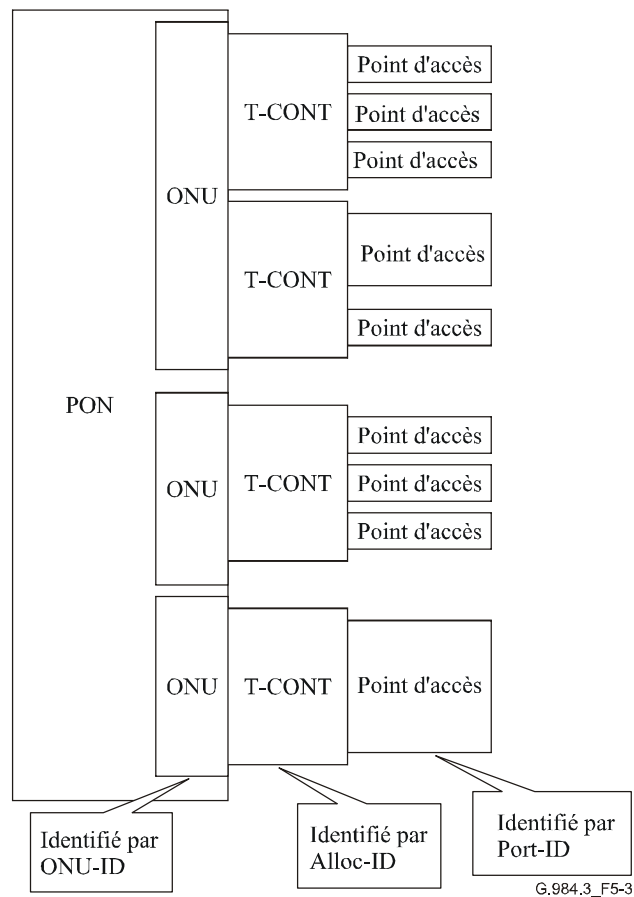 Point d'accès
T-CONT
Point d'accès
Point d'accès
ONU
Point d'accès
T-CONT
Point d'accès
PON
Point d'accès
ONU
T-CONT
Point d'accès
Point d'accès
ONU
T-CONT
Point d'accès
Identifié par
ONU-ID
Identifié par
Alloc-ID
Identifié par
Port-ID
G.984.3_F5-3